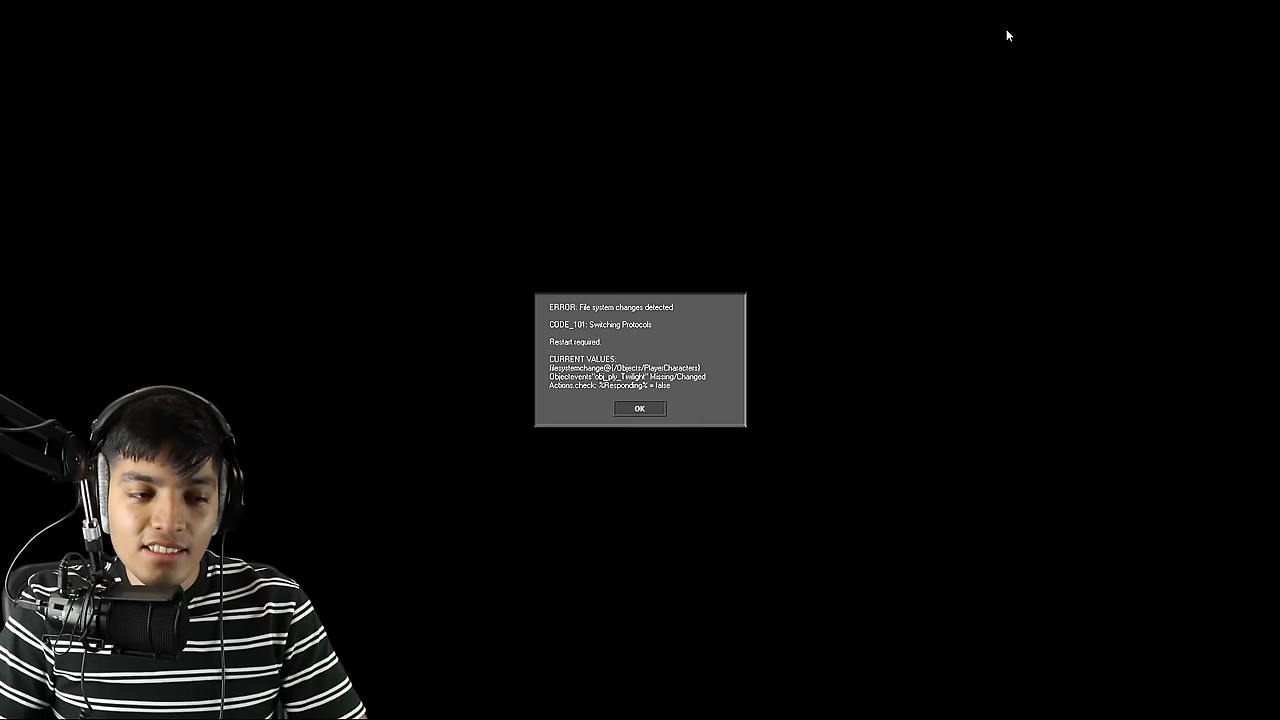 ERROR: File system changes detected
CODE_101: Switching Protocols
Restart required.
CURRENT VALUES:
filesystemchange@{/Objects/PlayerCharacters}
Objectevents"obj_ply_Twilight" Missing/Changed
Actions.check: %Responding% = false
OK